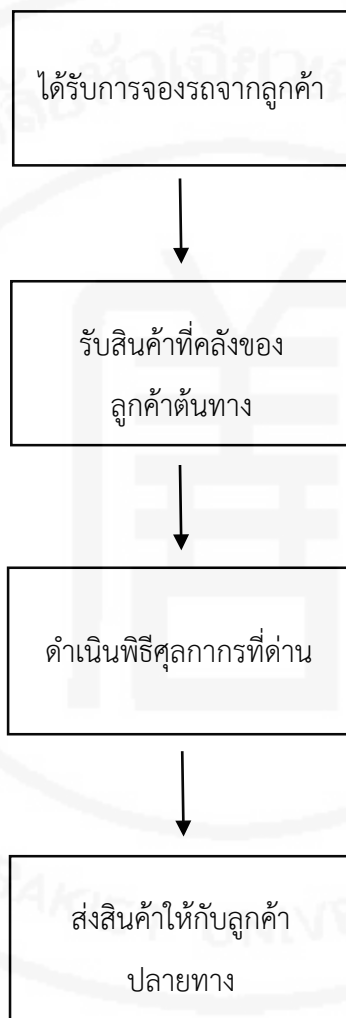 ได้รับการจองรถจากลูกค้า
รับสินค้าที่คลังของ
ลูกค้าต้นทาง
ดำเนินพิธีศุลกากรที่ด่าน
ส่งสินค้าให้กับลูกค้า
ปลายทาง